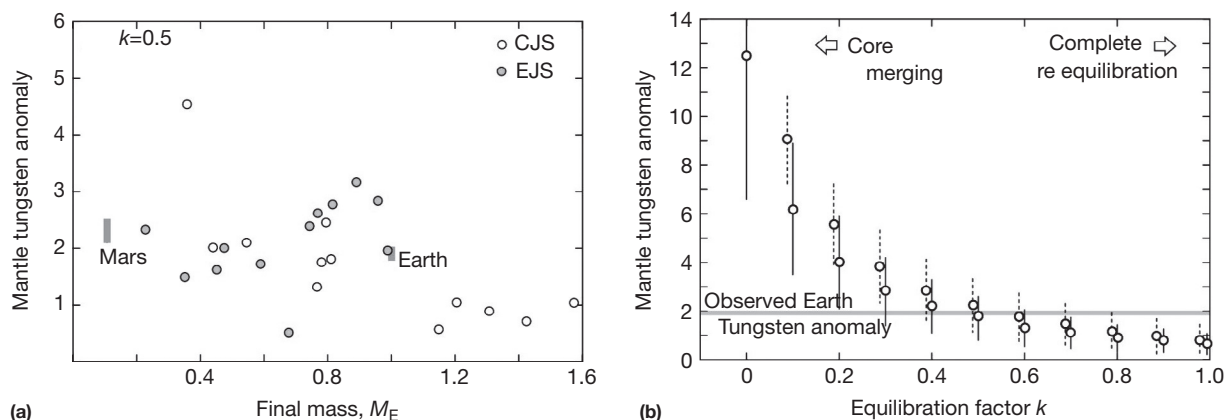 6
5
4
3
2
1
Mantle tungsten anomaly
k=0.5
CJS
EJS
Mars
Earth
0.4
0.8
1.2
1.6
(a)
Final mass, M_E
14
12
10
8
6
4
2
0
Mantle tungsten anomaly
Core
merging
Complete
re equilibration
Observed Earth
Tungsten anomaly
0
0.2
0.4
0.6
0.8
1.0
(b)
Equilibration factor k